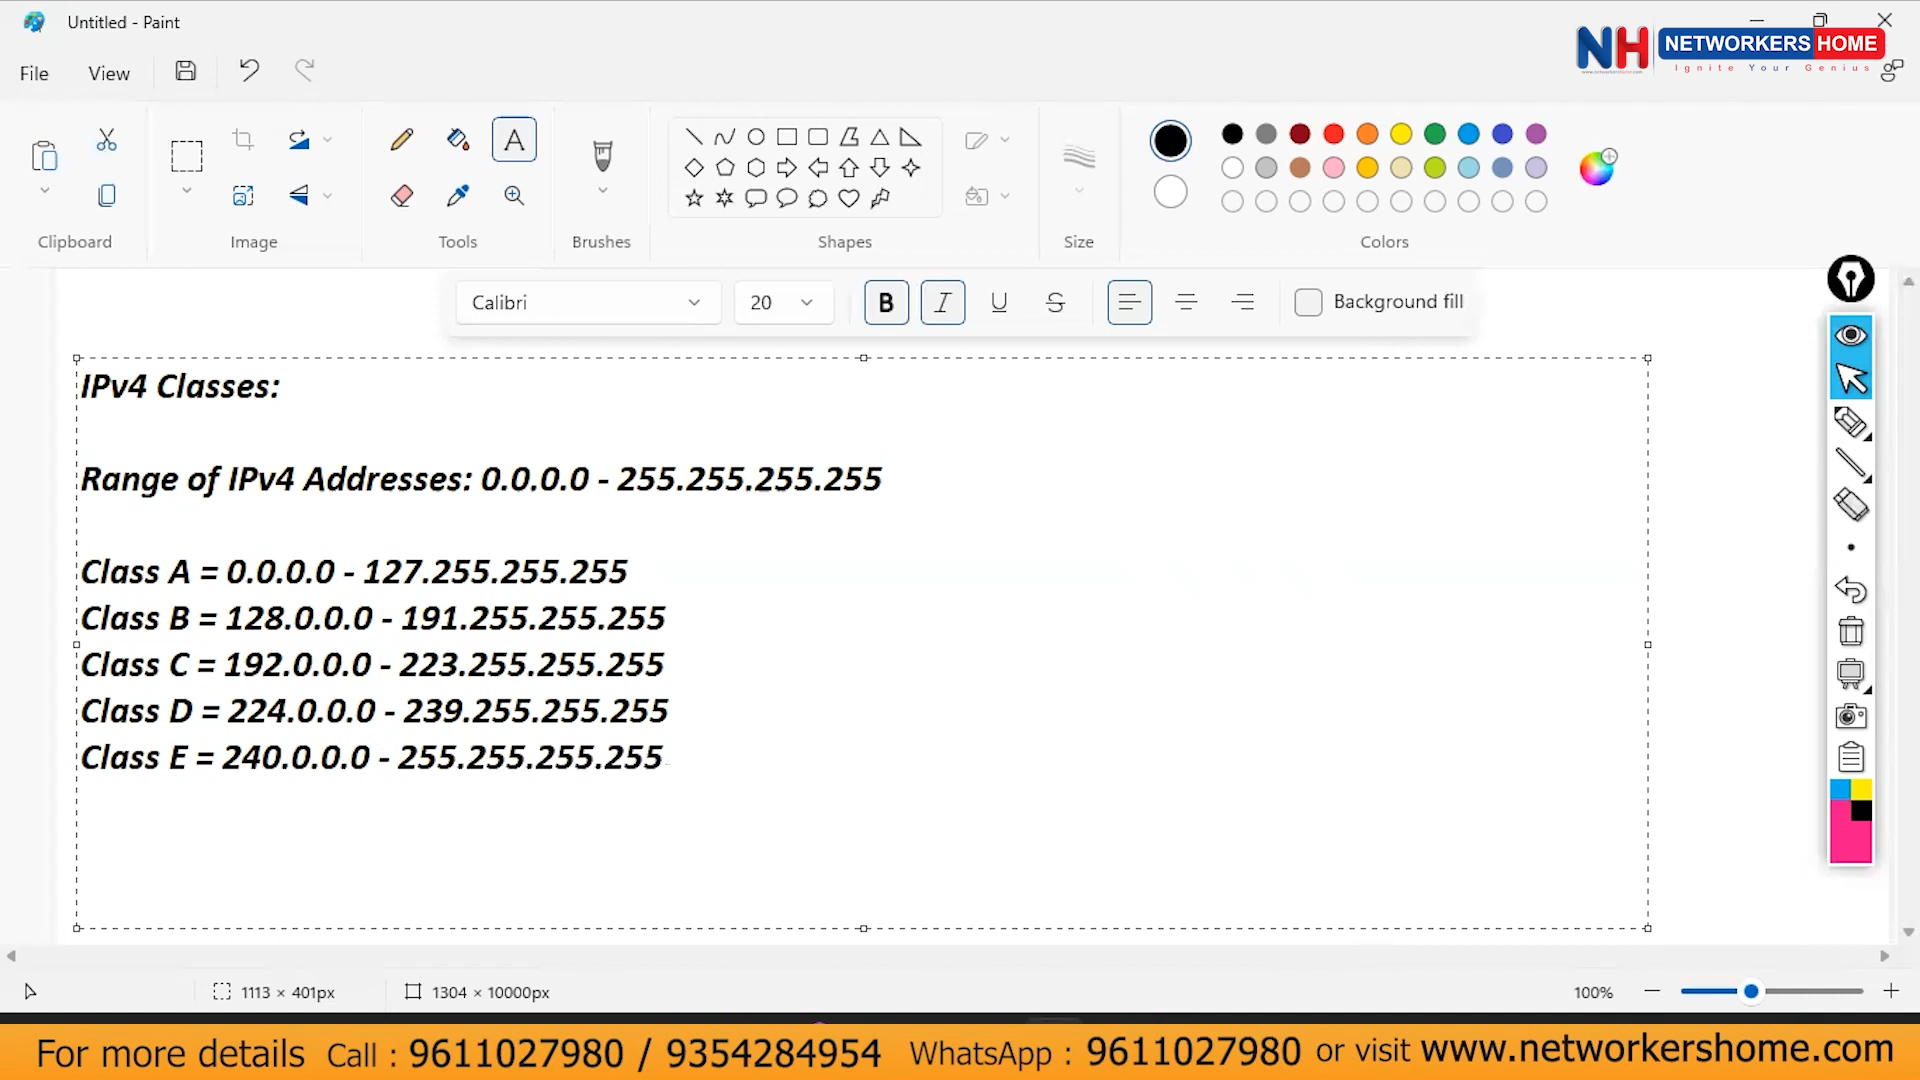 Untitled - Paint
NH NETWORKERS HOME
Ignite Your Genius
File View
Clipboard Image Tools Brushes Shapes Size Colors
Calibri 20 B I U S Background fill
IPv4 Classes:
Range of IPv4 Addresses: 0.0.0.0 - 255.255.255.255
Class A = 0.0.0.0 - 127.255.255.255
Class B = 128.0.0.0 - 191.255.255.255
Class C = 192.0.0.0 - 223.255.255.255
Class D = 224.0.0.0 - 239.255.255.255
Class E = 240.0.0.0 - 255.255.255.255
1113 × 401px 1304 × 10000px 100%
For more details Call : 9611027980 / 9354284954 WhatsApp : 9611027980 or visit www.networkershome.com